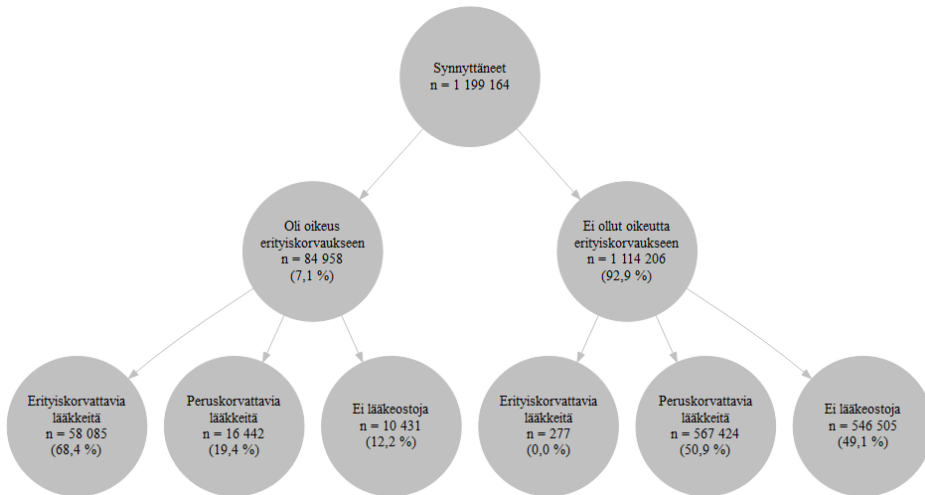 Synnyttäneet
n = 1 199 164
Oli oikeus
erityiskorvaukseen
n = 84 958
(7,1 %)
Ei ollut oikeutta
erityiskorvaukseen
n = 1 114 206
(92,9 %)
Erityiskorvattavia
lääkkeitä
n = 58 085
(68,4 %)
Peruskorvattavia
lääkkeitä
n = 16 442
(19,4 %)
Ei lääkeostoja
n = 10 431
(12,2 %)
Erityiskorvattavia
lääkkeitä
n = 277
(0,0 %)
Peruskorvattavia
lääkkeitä
n = 567 424
(50,9 %)
Ei lääkeostoja
n = 546 505
(49,1 %)